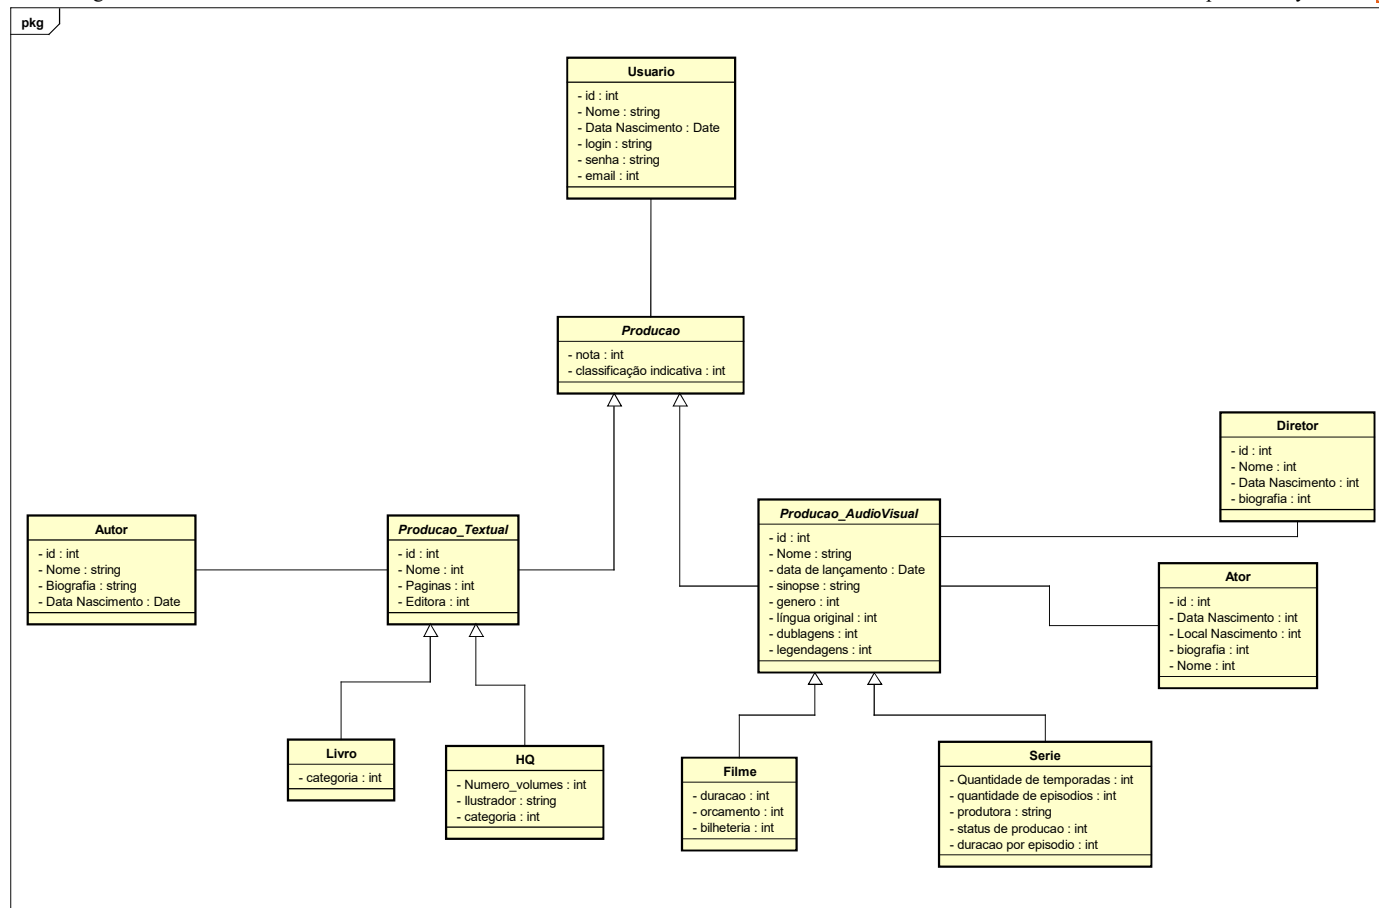 pkg
Usuario
- id : int
- Nome : string
- Data Nascimento : Date
- login : string
- senha : string
- email : int
Producao
- nota : int
- classificação indicativa : int
Diretor
- id : int
- Nome : int
- Data Nascimento : int
- biografia : int
Autor
- id : int
- Nome : string
- Biografia : string
- Data Nascimento : Date
Producao_Textual
- id : int
- Nome : int
- Paginas : int
- Editora : int
Producao_AudioVisual
- id : int
- Nome : string
- data de lançamento : Date
- sinopse : string
- genero : int
- língua original : int
- dublagens : int
- legendagens : int
Ator
- id : int
- Data Nascimento : int
- Local Nascimento : int
- biografia : int
- Nome : int
Livro
- categoria : int
HQ
- Numero_volumes : int
- Ilustrador : string
- categoria : int
Filme
- duracao : int
- orcamento : int
- bilheteria : int
Serie
- Quantidade de temporadas : int
- quantidade de episodios : int
- produtora : string
- status de producao : int
- duracao por episodio : int